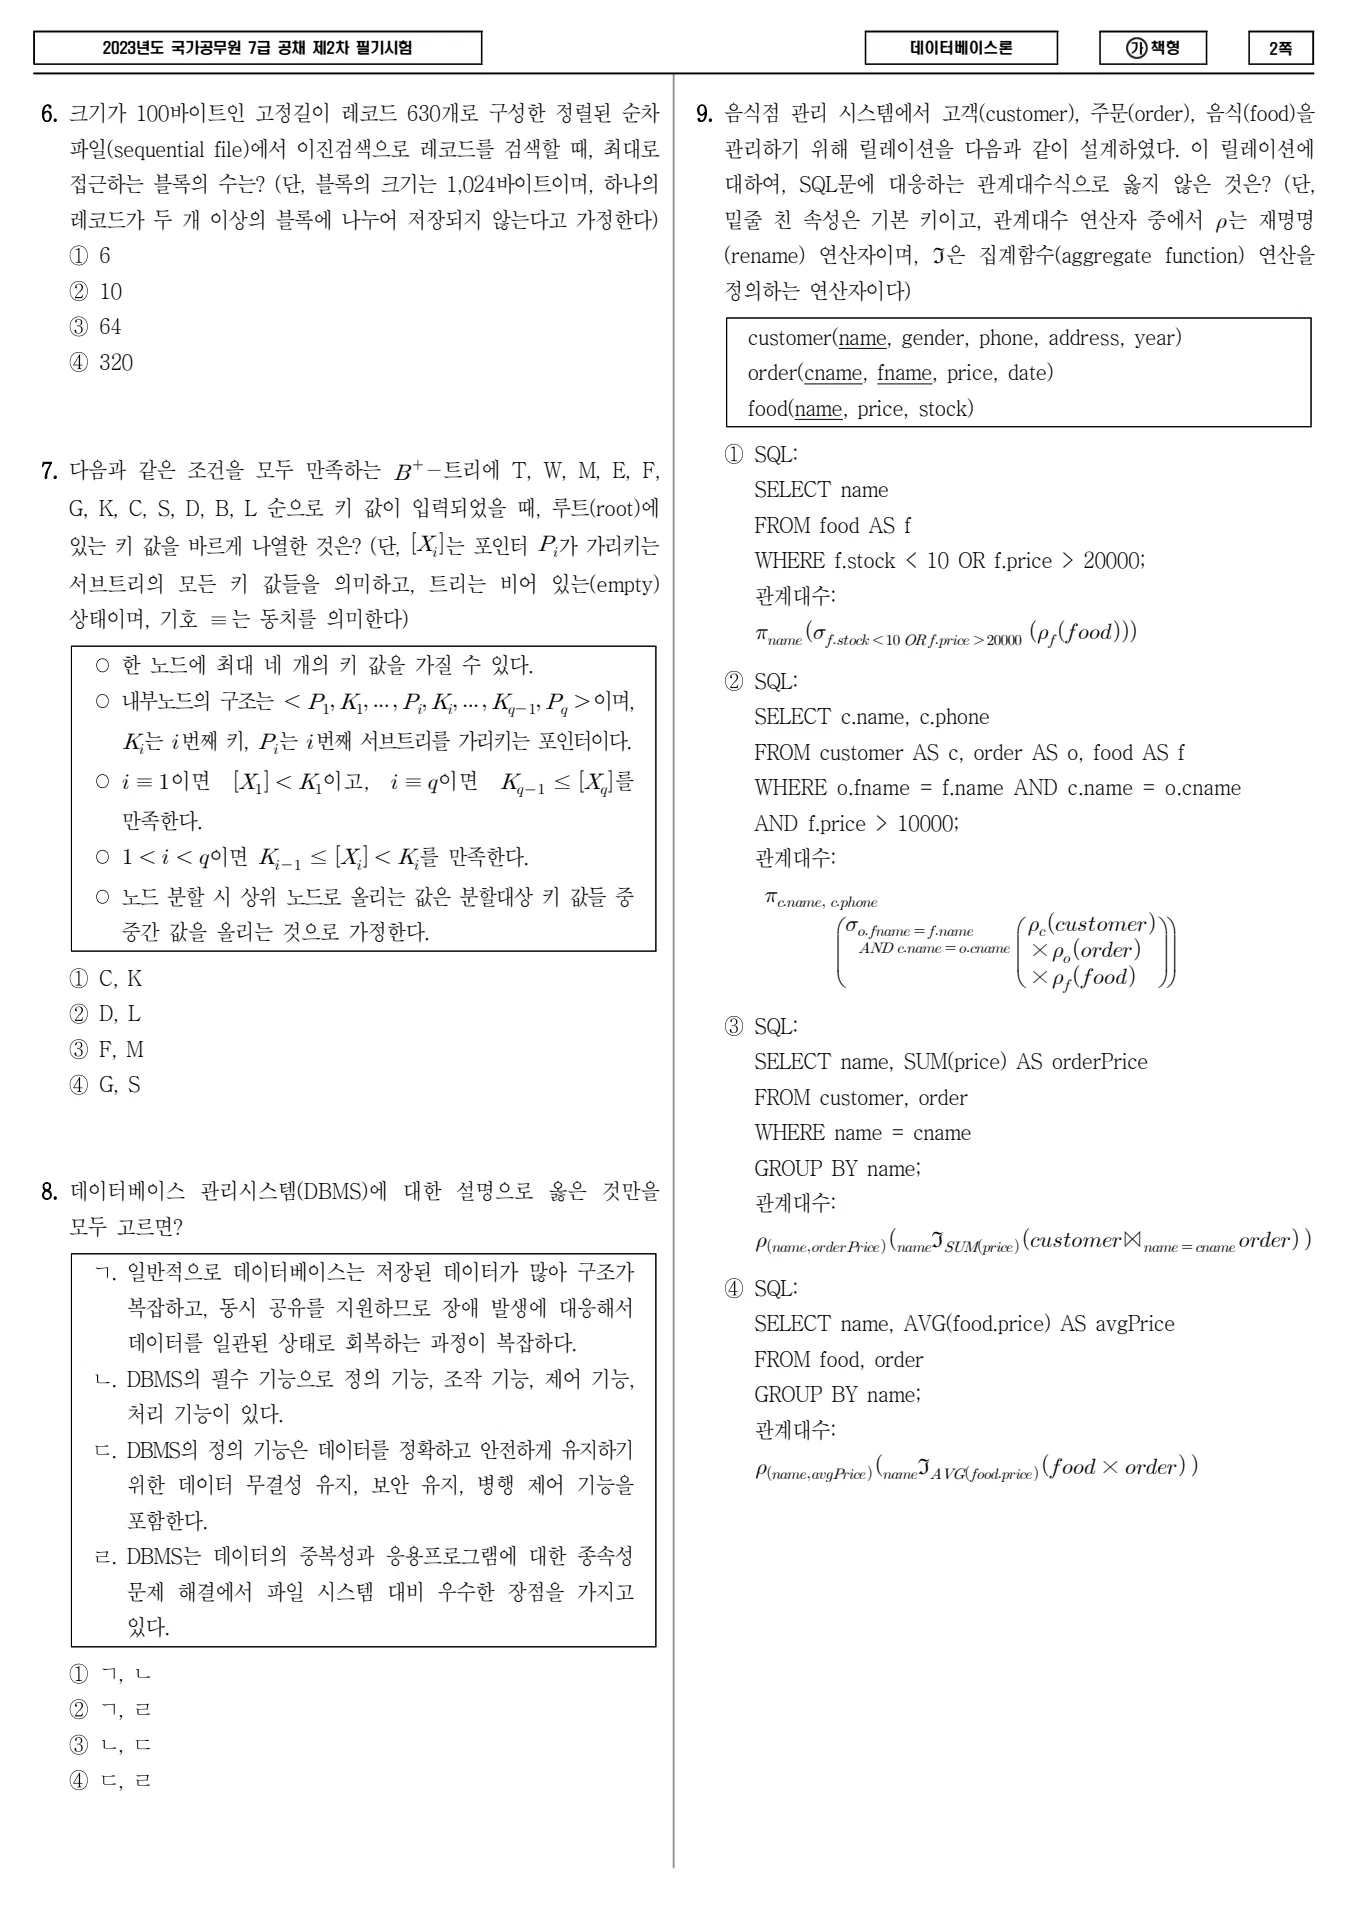 2023년도 국가공무원 7급 공채 제2차 필기시험
데이터베이스론
㉮ 책형
2쪽
6. 크기가 100바이트인 고정길이 레코드 630개로 구성한 정렬된 순차
파일(sequential file)에서 이진검색으로 레코드를 검색할 때, 최대로
접근하는 블록의 수는? (단, 블록의 크기는 1,024바이트이며, 하나의
레코드가 두 개 이상의 블록에 나누어 저장되지 않는다고 가정한다)
① 6
② 10
③ 64
④ 320
7. 다음과 같은 조건을 모두 만족하는 B⁺-트리에 T, W, M, E, F,
G, K, C, S, D, B, L 순으로 키 값이 입력되었을 때, 루트(root)에
있는 키 값을 바르게 나열한 것은? (단, [Xᵢ]는 포인터 Pᵢ가 가리키는
서브트리의 모든 키 값들을 의미하고, 트리는 비어 있는(empty)
상태이며, 기호 ≡는 동치를 의미한다)
○ 한 노드에 최대 네 개의 키 값을 가질 수 있다.
○ 내부노드의 구조는 < P₁, K₁, ..., Pᵢ, Kᵢ, ..., K_{q-1}, P_q >이며,
Kᵢ는 i번째 키, Pᵢ는 i번째 서브트리를 가리키는 포인터이다.
○ i ≡ 1이면 [X₁] < K₁이고, i ≡ q이면 K_{q-1} ≤ [X_q]를
만족한다.
○ 1 < i < q이면 K_{i-1} ≤ [Xᵢ] < Kᵢ를 만족한다.
○ 노드 분할 시 상위 노드로 올리는 값은 분할대상 키 값들 중
중간 값을 올리는 것으로 가정한다.
① C, K
② D, L
③ F, M
④ G, S
8. 데이터베이스 관리시스템(DBMS)에 대한 설명으로 옳은 것만을
모두 고르면?
ㄱ. 일반적으로 데이터베이스는 저장된 데이터가 많아 구조가
복잡하고, 동시 공유를 지원하므로 장애 발생에 대응해서
데이터를 일관된 상태로 회복하는 과정이 복잡하다.
ㄴ. DBMS의 필수 기능으로 정의 기능, 조작 기능, 제어 기능,
처리 기능이 있다.
ㄷ. DBMS의 정의 기능은 데이터를 정확하고 안전하게 유지하기
위한 데이터 무결성 유지, 보안 유지, 병행 제어 기능을
포함한다.
ㄹ. DBMS는 데이터의 중복성과 응용프로그램에 대한 종속성
문제 해결에서 파일 시스템 대비 우수한 장점을 가지고
있다.
① ㄱ, ㄴ
② ㄱ, ㄹ
③ ㄴ, ㄷ
④ ㄷ, ㄹ
9. 음식점 관리 시스템에서 고객(customer), 주문(order), 음식(food)을
관리하기 위해 릴레이션을 다음과 같이 설계하였다. 이 릴레이션에
대하여, SQL문에 대응하는 관계대수식으로 옳지 않은 것은? (단,
밑줄 친 속성은 기본 키이고, 관계대수 연산자 중에서 ρ는 재명명
(rename) 연산자이며, ℑ은 집계함수(aggregate function) 연산을
정의하는 연산자이다)
customer(name, gender, phone, address, year)
order(cname, fname, price, date)
food(name, price, stock)
① SQL:
SELECT name
FROM food AS f
WHERE f.stock < 10 OR f.price > 20000;
관계대수:
π_{name}(σ_{f.stock<10 OR f.price>20000} (ρ_f(food)))
② SQL:
SELECT c.name, c.phone
FROM customer AS c, order AS o, food AS f
WHERE o.fname = f.name AND c.name = o.cname
AND f.price > 10000;
관계대수:
π_{c.name, c.phone}
(σ_{o.fname=f.name (ρ_c(customer)
AND c.name=o.cname} × ρ_o(order)
× ρ_f(food)))
③ SQL:
SELECT name, SUM(price) AS orderPrice
FROM customer, order
WHERE name = cname
GROUP BY name;
관계대수:
ρ_{(name,orderPrice)}(_{name}ℑ_{SUM(price)}(customer⋈_{name=cname} order) )
④ SQL:
SELECT name, AVG(food.price) AS avgPrice
FROM food, order
GROUP BY name;
관계대수:
ρ_{(name,avgPrice)}(_{name}ℑ_{AVG(food.price)}(food × order) )